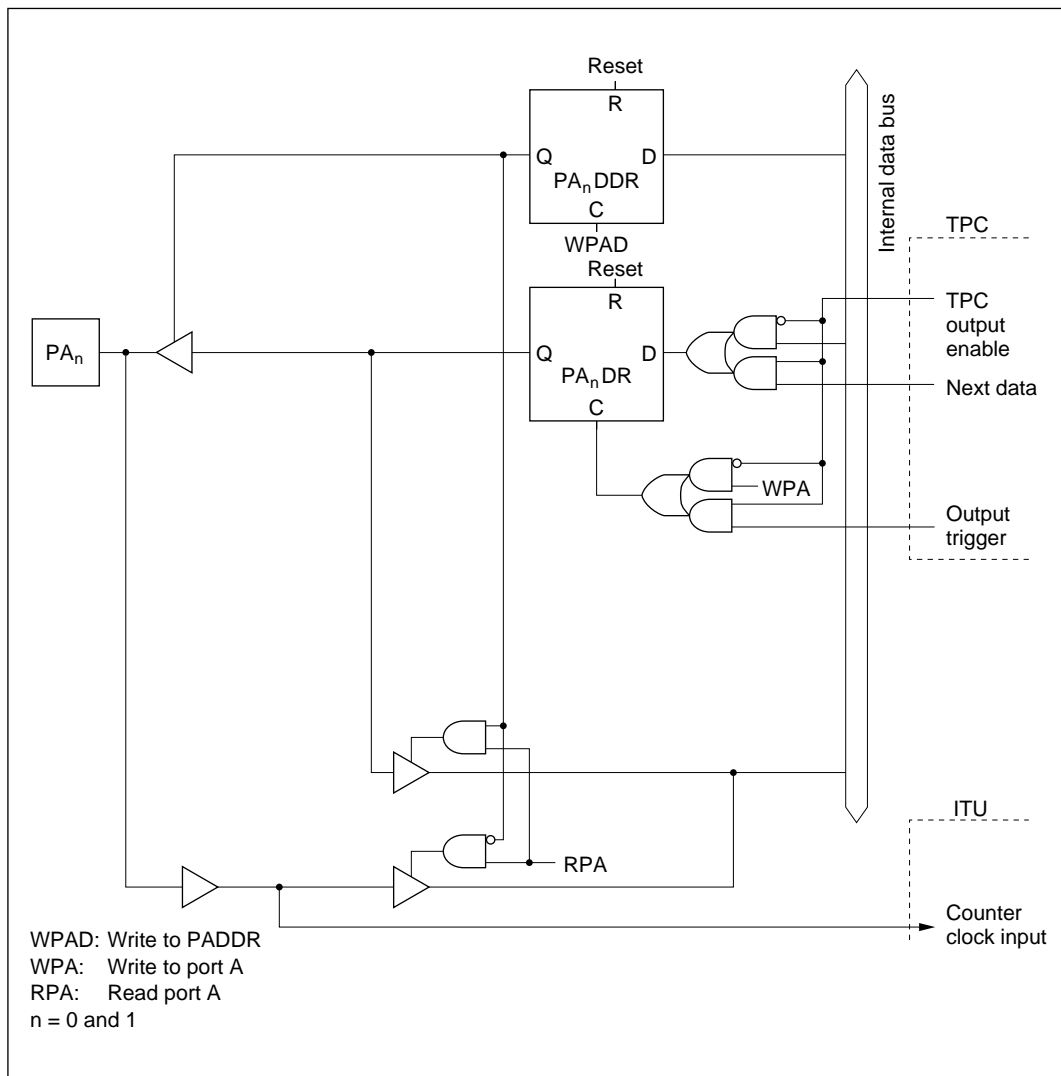 Reset
R
Q
D
PAnDDR
C
WPAD
Internal data bus
TPC
Reset
R
Q
D
PAnDR
C
PAn
TPC
output
enable
Next data
WPA
Output
trigger
RPA
ITU
Counter
clock input
WPAD: Write to PADDR
WPA: Write to port A
RPA: Read port A
n = 0 and 1